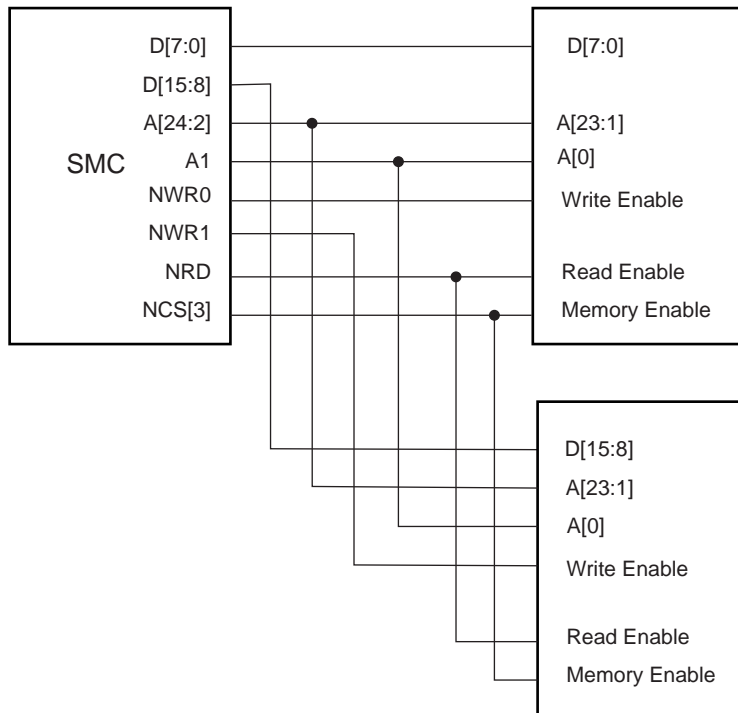 D[7:0]
D[15:8]
A[24:2]
SMC
A1
NWR0
NWR1
NRD
NCS[3]
D[7:0]
A[23:1]
A[0]
Write Enable
Read Enable
Memory Enable
D[15:8]
A[23:1]
A[0]
Write Enable
Read Enable
Memory Enable